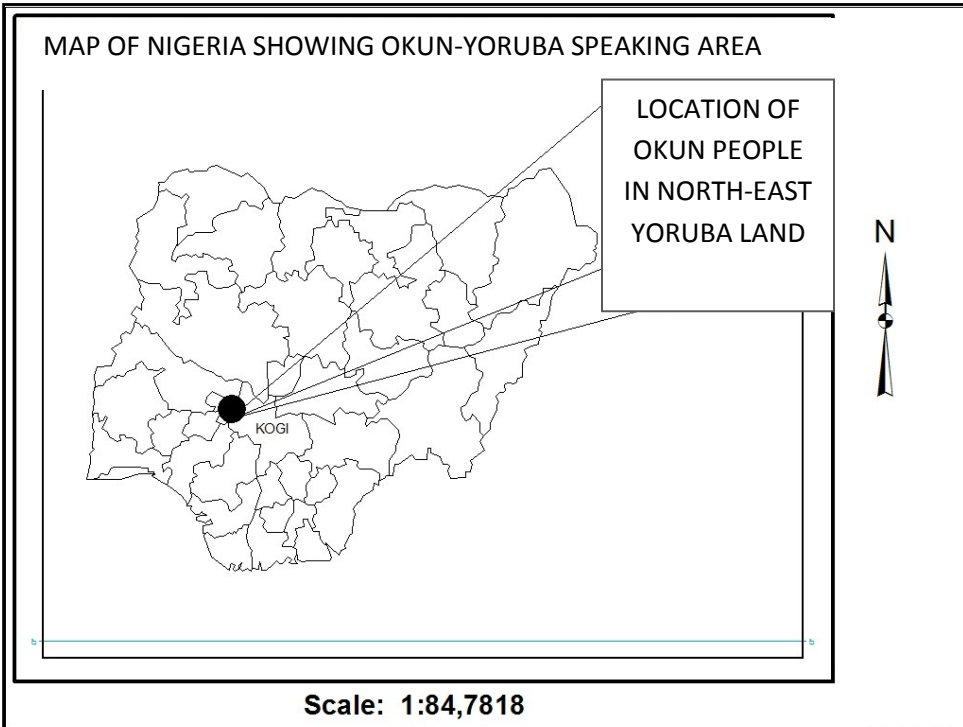 MAP OF NIGERIA SHOWING OKUN-YORUBA SPEAKING AREA
LOCATION OF
OKUN PEOPLE
IN NORTH-EAST
YORUBA LAND
N
KOGI
Scale: 1:84,7818